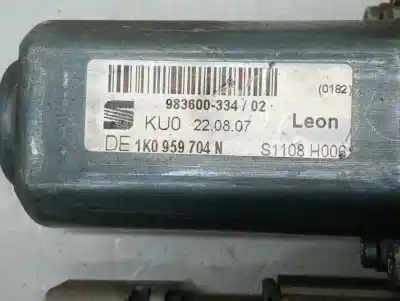 983600-334/02 (0182)
KU0 22.08.07 Leon
DE 1K0 959 704 N S1108 H006